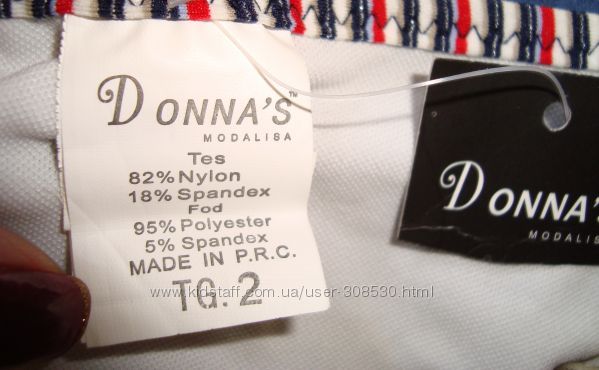 DONNA'S™
MODALISA
Tes
82% Nylon
18% Spandex
Fod
95% Polyester
5% Spandex
MADE IN P.R.C.
TG. 2
DONNA'S
MODALISA
www.kidstaff.com.ua/user-308530.html